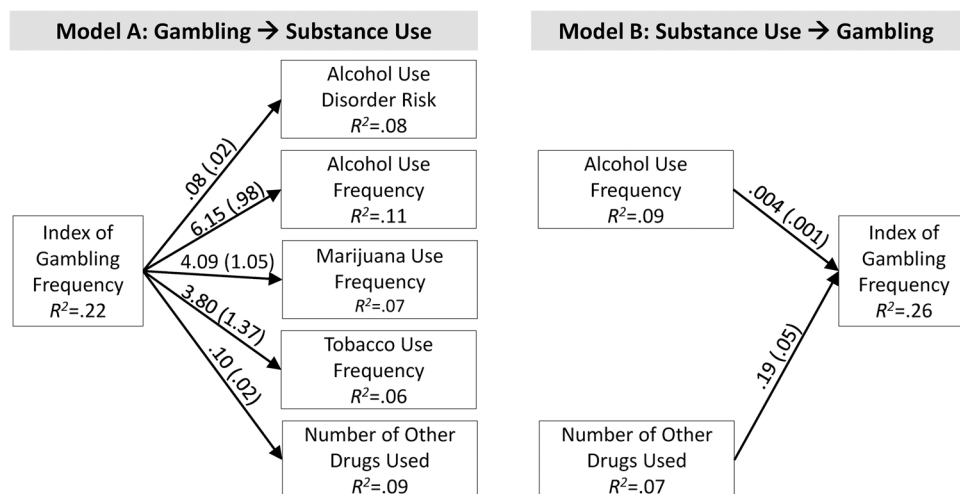 Model A: Gambling → Substance Use
Index of
Gambling
Frequency
R²=.22
.08 (.02)
6.15 (.98)
4.09 (1.05)
3.80 (1.37)
.10 (.02)
Alcohol Use
Disorder Risk
R²=.08
Alcohol Use
Frequency
R²=.11
Marijuana Use
Frequency
R²=.07
Tobacco Use
Frequency
R²=.06
Number of Other
Drugs Used
R²=.09
Model B: Substance Use → Gambling
Alcohol Use
Frequency
R²=.09
Number of Other
Drugs Used
R²=.07
.004 (.001)
.19 (.05)
Index of
Gambling
Frequency
R²=.26